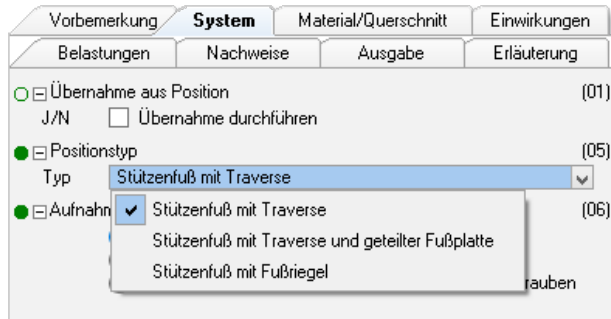 Vorbemerkung System Material/Querschnitt Einwirkungen
Belastungen Nachweise Ausgabe Erläuterung
Übernahme aus Position (01)
J/N Übernahme durchführen
Positionstyp (05)
Typ Stützenfuß mit Traverse
Aufnahm (06)
Stützenfuß mit Traverse
Stützenfuß mit Traverse und geteilter Fußplatte
Stützenfuß mit Fußriegel
rauben